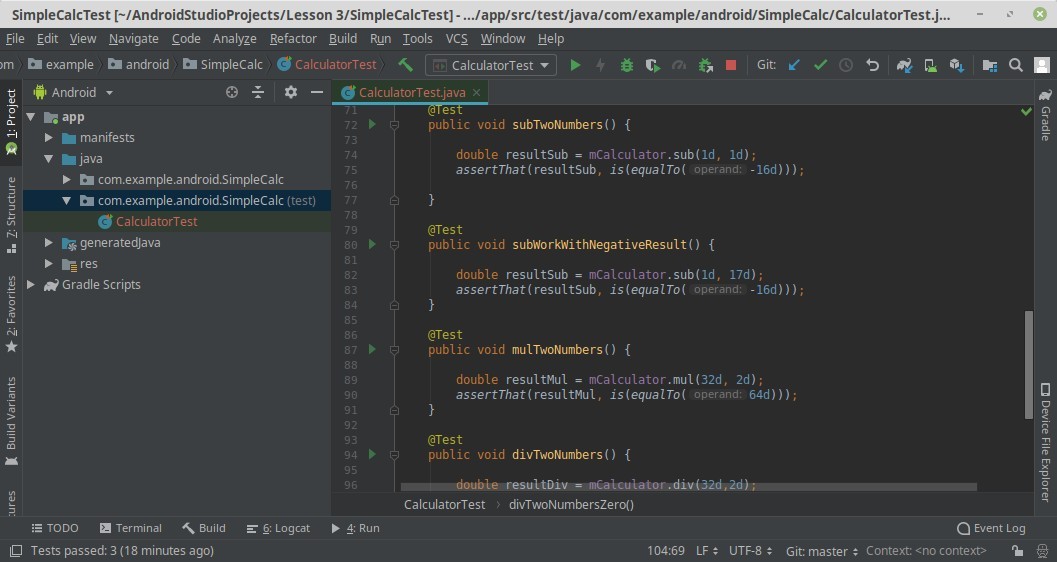 SimpleCalcTest [~/AndroidStudioProjects/Lesson 3/SimpleCalcTest] - .../app/src/test/java/com/example/android/SimpleCalc/CalculatorTest.j...
File Edit View Navigate Code Analyze Refactor Build Run Tools VCS Window Help
om example android SimpleCalc CalculatorTest CalculatorTest Git:
1: Project
7: Structure
2: Favorites
Build Variants
tures
Android
app
manifests
java
com.example.android.SimpleCalc
com.example.android.SimpleCalc (test)
CalculatorTest
generatedJava
res
Gradle Scripts
CalculatorTest.java
71 @Test
72 public void subTwoNumbers() {
73
74 double resultSub = mCalculator.sub(1d, 1d);
75 assertThat(resultSub, is(equalTo( operand: -16d)));
76
77 }
78
79 @Test
80 public void subWorkWithNegativeResult() {
81
82 double resultSub = mCalculator.sub(1d, 17d);
83 assertThat(resultSub, is(equalTo( operand: -16d)));
84 }
85
86 @Test
87 public void mulTwoNumbers() {
88
89 double resultMul = mCalculator.mul(32d, 2d);
90 assertThat(resultMul, is(equalTo( operand: 64d)));
91 }
92
93 @Test
94 public void divTwoNumbers() {
95
96 double resultDiv = mCalculator.div(32d,2d);
CalculatorTest divTwoNumbersZero()
Gradle
Device File Explorer
TODO Terminal Build 6: Logcat 4: Run Event Log
Tests passed: 3 (18 minutes ago) 104:69 LF UTF-8 Git: master Context: <no context>